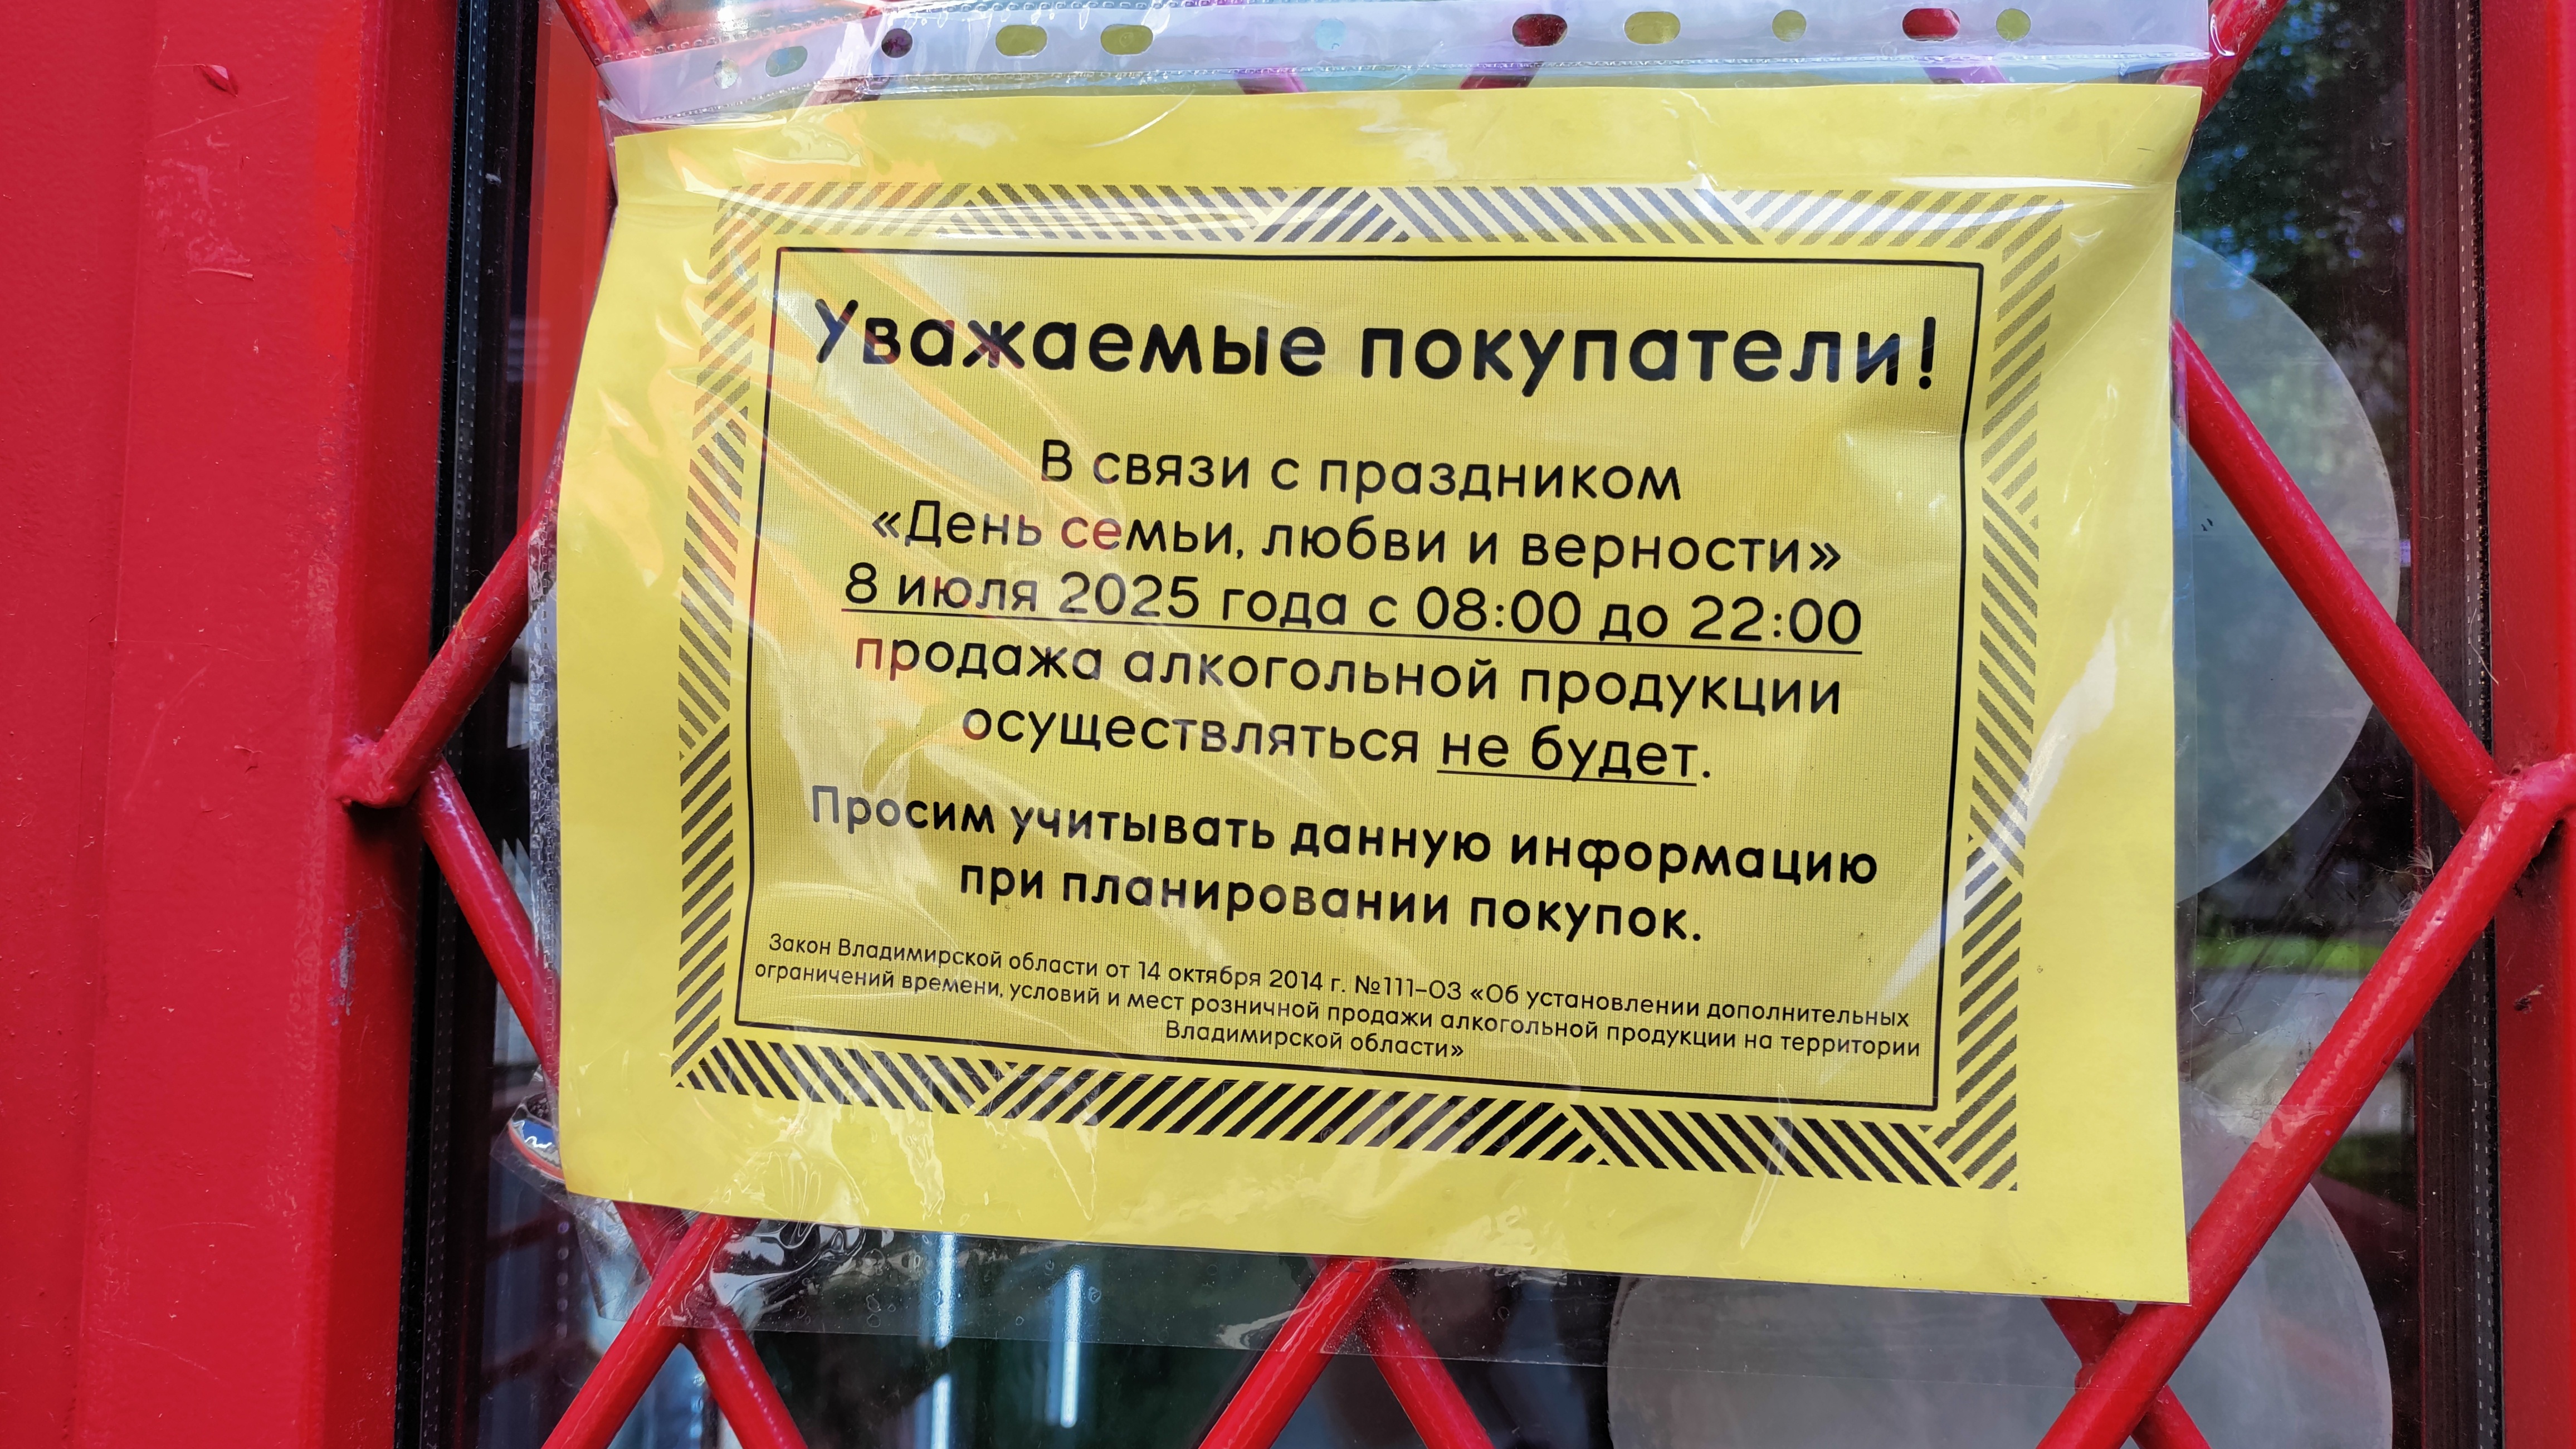 Уважаемые покупатели!
В связи с праздником
«День семьи, любви и верности»
8 июля 2025 года с 08:00 до 22:00
продажа алкогольной продукции
осуществляться не будет.
Просим учитывать данную информацию
при планировании покупок.
Закон Владимирской области от 14 октября 2014 г. №111-ОЗ «Об установлении дополнительных
ограничений времени, условий и мест розничной продажи алкогольной продукции на территории
Владимирской области»